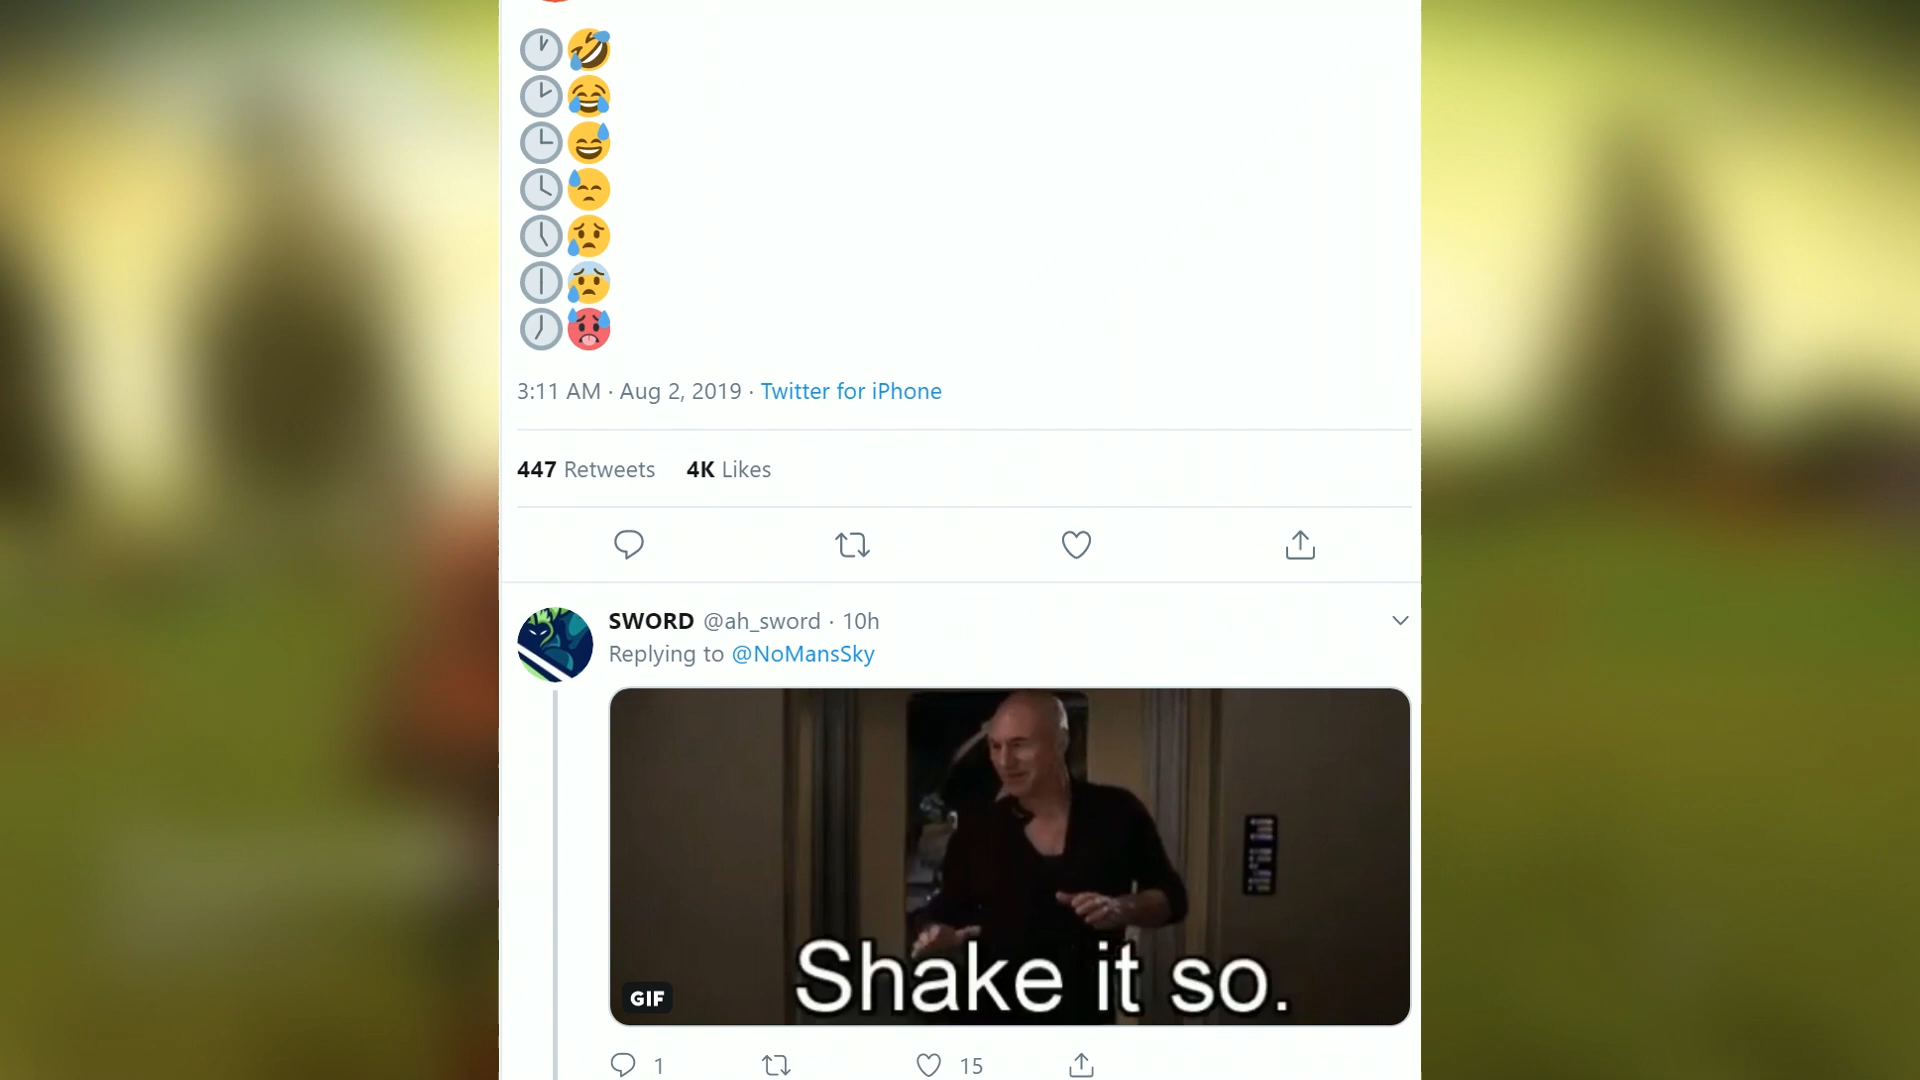 3:11 AM · Aug 2, 2019 · Twitter for iPhone
447 Retweets 4K Likes
SWORD @ah_sword · 10h
Replying to @NoMansSky
Shake it so.
GIF
1 15